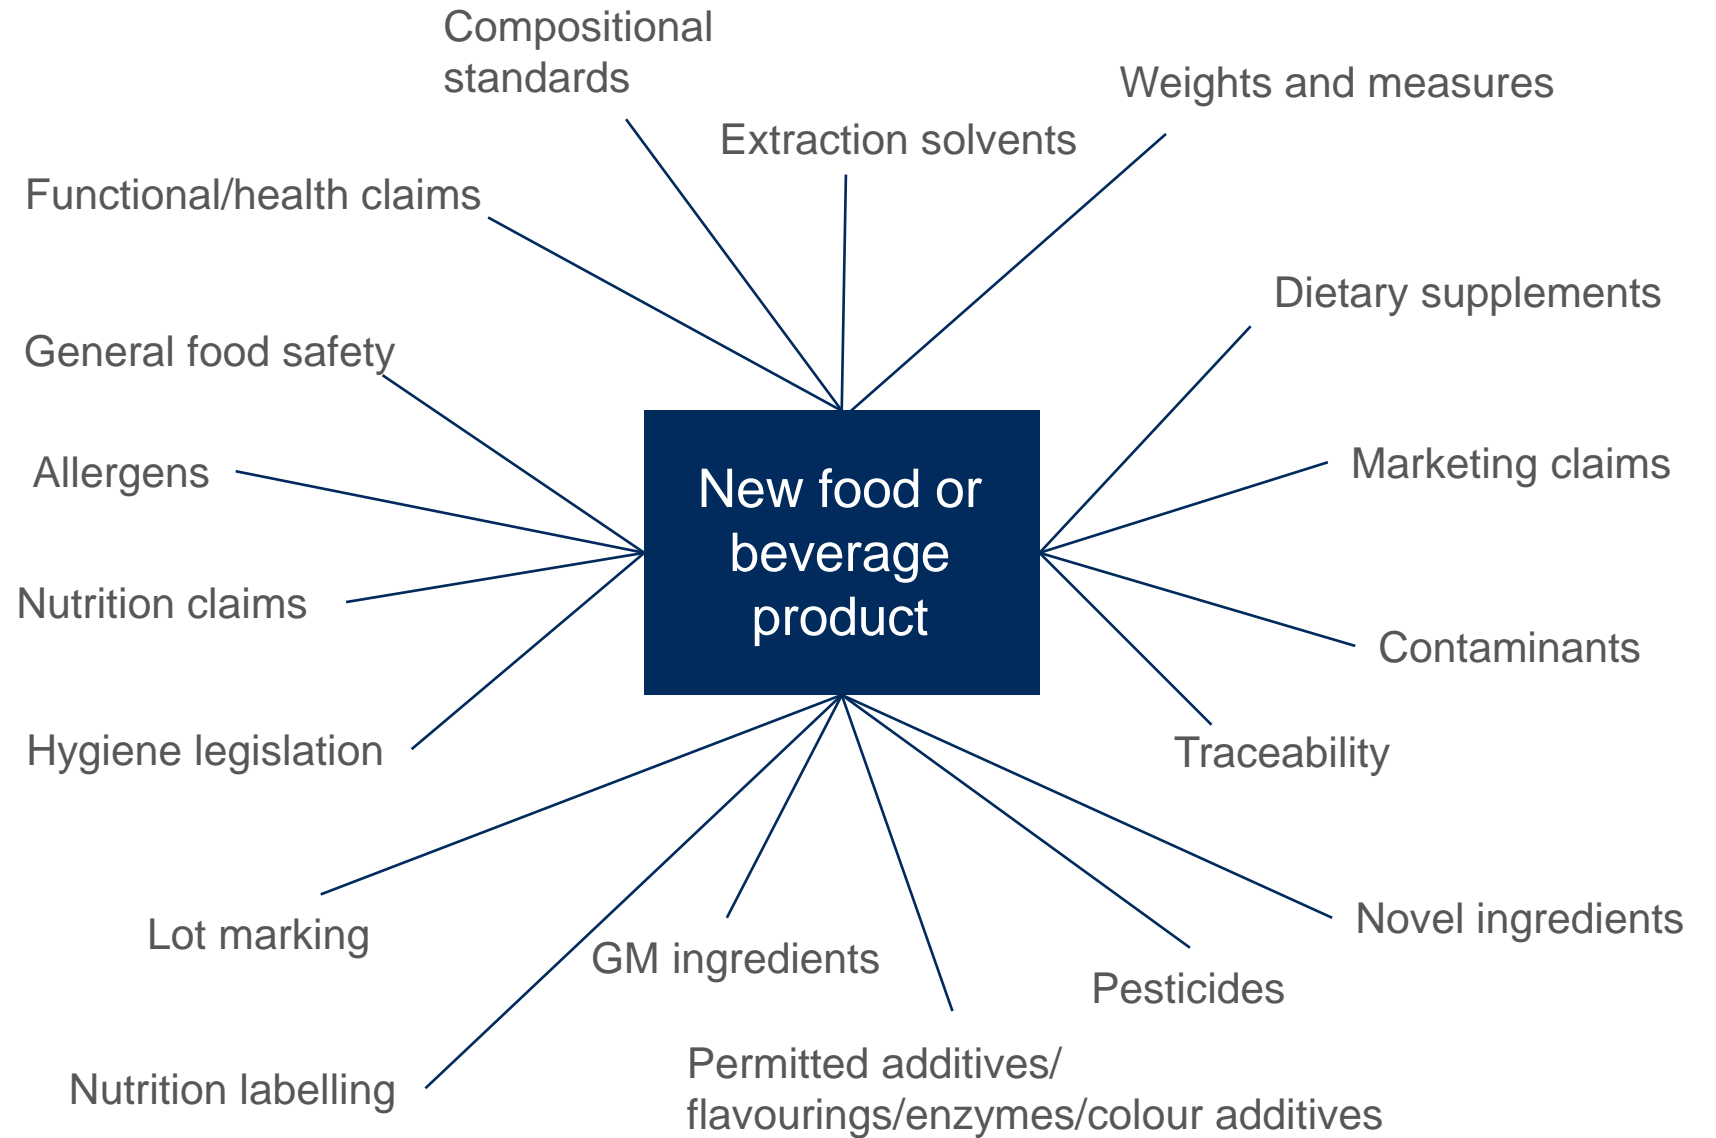 Compositional
standards
Weights and measures
Extraction solvents
Functional/health claims
Dietary supplements
General food safety
Allergens
Marketing claims
New food or
beverage
product
Nutrition claims
Contaminants
Hygiene legislation
Traceability
Lot marking
GM ingredients
Novel ingredients
Pesticides
Nutrition labelling
Permitted additives/
flavourings/enzymes/colour additives